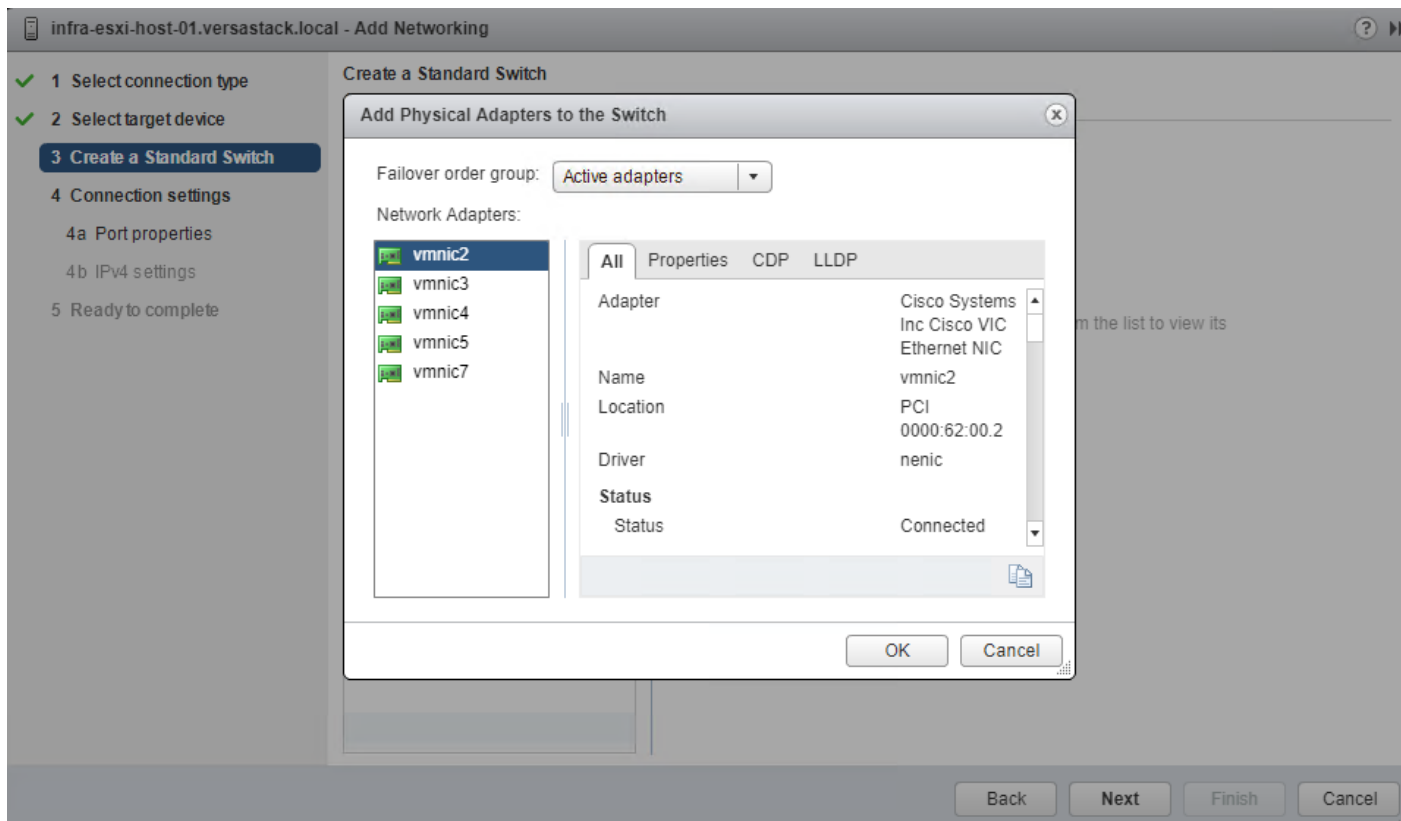 infra-esxi-host-01.versastack.local - Add Networking
?
1 Select connection type
2 Select target device
3 Create a Standard Switch
4 Connection settings
4a Port properties
4b IPv4 settings
5 Ready to complete
Create a Standard Switch
Add Physical Adapters to the Switch
Failover order group: Active adapters
Network Adapters:
vmnic2
vmnic3
vmnic4
vmnic5
vmnic7
All Properties CDP LLDP
Adapter Cisco Systems
Inc Cisco VIC
Ethernet NIC
Name vmnic2
Location PCI
0000:62:00.2
Driver nenic
Status
Status Connected
m the list to view its
OK Cancel
Back Next Finish Cancel